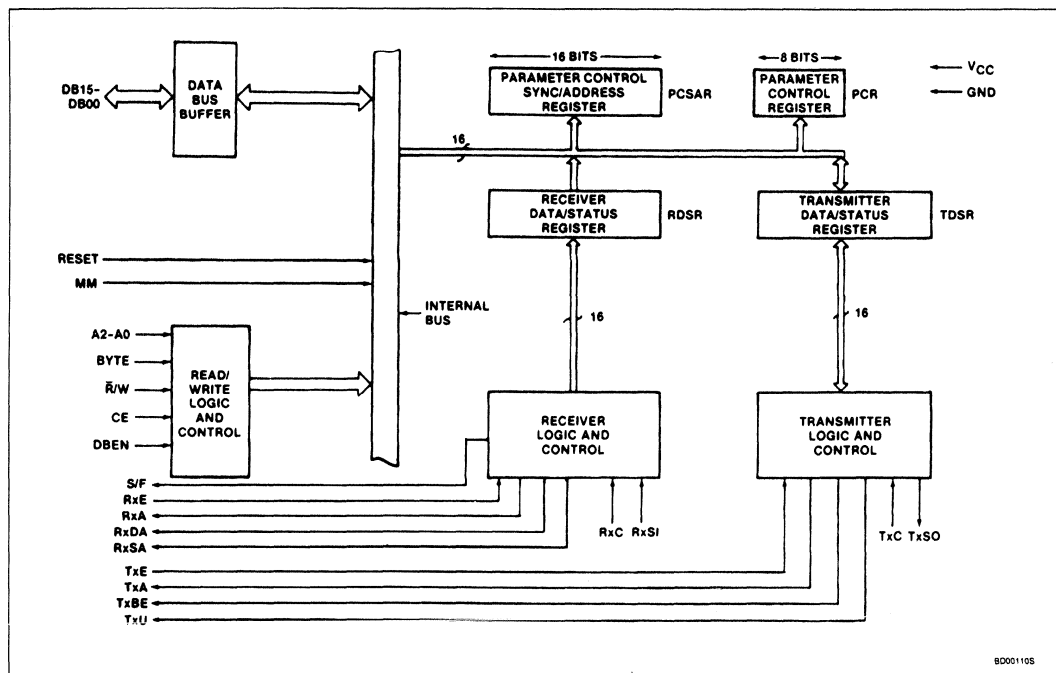 16 BITS
8 BITS
DB15-
DB00
DATA
BUS
BUFFER
PARAMETER CONTROL
SYNC/ADDRESS
REGISTER
PCSAR
PARAMETER
CONTROL
REGISTER
PCR
VCC
GND
16
RECEIVER
DATA/STATUS
REGISTER
RDSR
TRANSMITTER
DATA/STATUS
REGISTER
TDSR
RESET
MM
INTERNAL
BUS
16
16
A2-A0
BYTE
R̅/W
CE
DBEN
READ/
WRITE
LOGIC
AND
CONTROL
RECEIVER
LOGIC AND
CONTROL
TRANSMITTER
LOGIC AND
CONTROL
S/F
RxE
RxA
RxDA
RxSA
RxC RxSI
TxC TxSO
TxE
TxA
TxBE
TxU
BD00110S